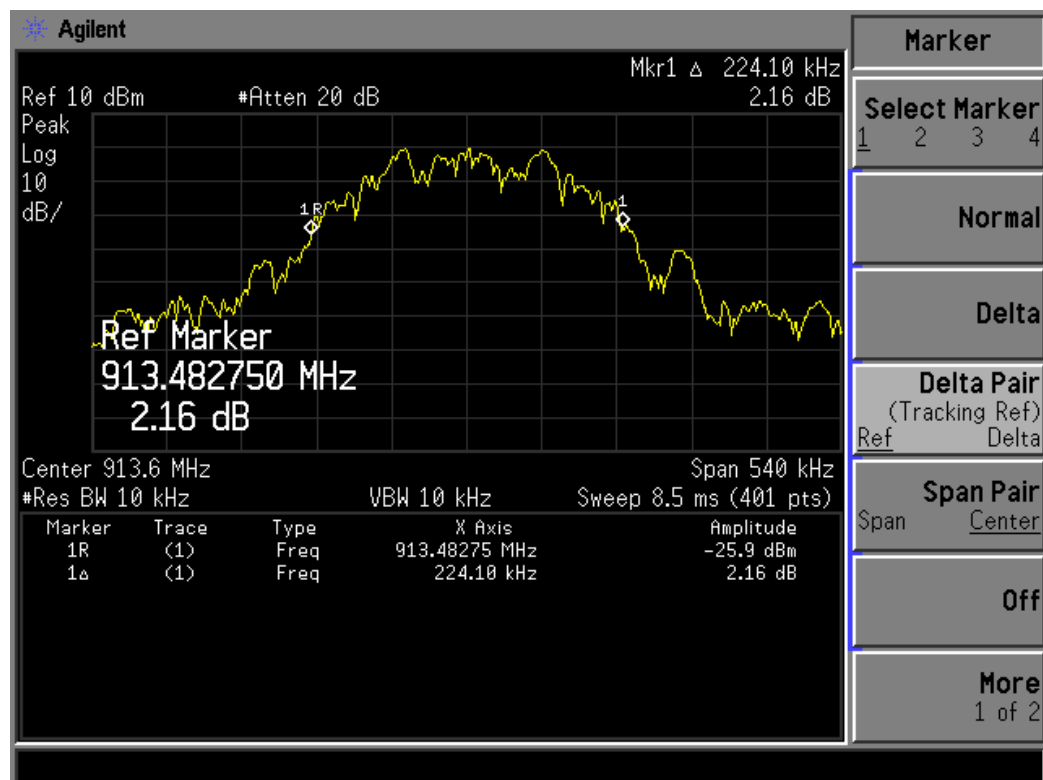 Agilent
Mkr1 Δ 224.10 kHz
Ref 10 dBm #Atten 20 dB 2.16 dB
Peak
Log
10
dB/
1R
1
Ref Marker
913.482750 MHz
2.16 dB
Center 913.6 MHz Span 540 kHz
#Res BW 10 kHz VBW 10 kHz Sweep 8.5 ms (401 pts)
Marker Trace Type X Axis Amplitude
1R (1) Freq 913.48275 MHz -25.9 dBm
1Δ (1) Freq 224.10 kHz 2.16 dB
Marker
Select Marker
1 2 3 4
Normal
Delta
Delta Pair
(Tracking Ref)
Ref Delta
Span Pair
Span Center
Off
More
1 of 2